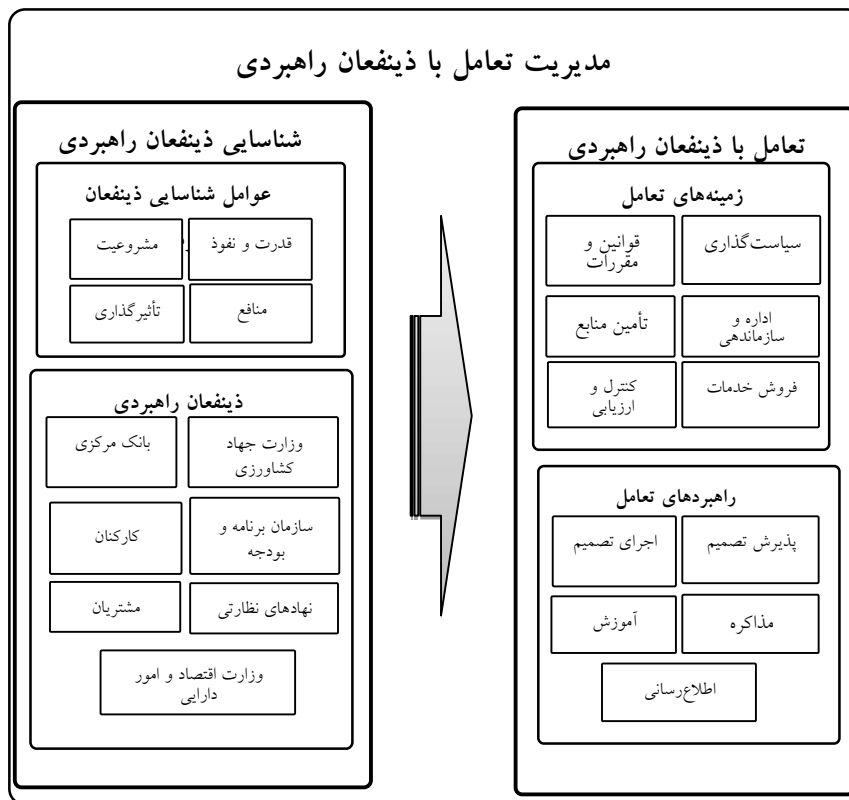 مدیریت تعامل با ذینفعان راهبردی
شناسایی ذینفعان راهبردی
عوامل شناسایی ذینفعان
قدرت و نفوذ
مشروعیت
منافع
تأثیرگذاری
ذینفعان راهبردی
وزارت جهاد
کشاورزی
بانک مرکزی
سازمان برنامه و
بودجه
کارکنان
نهادهای نظارتی
مشتریان
وزارت اقتصاد و امور
دارایی
تعامل با ذینفعان راهبردی
زمینه‌های تعامل
سیاست‌گذاری
قوانین و
مقررات
اداره و
سازماندهی
تأمین منابع
فروش خدمات
کنترل و
ارزیابی
راهبردهای تعامل
پذیرش تصمیم
اجرای تصمیم
مذاکره
آموزش
اطلاع‌رسانی